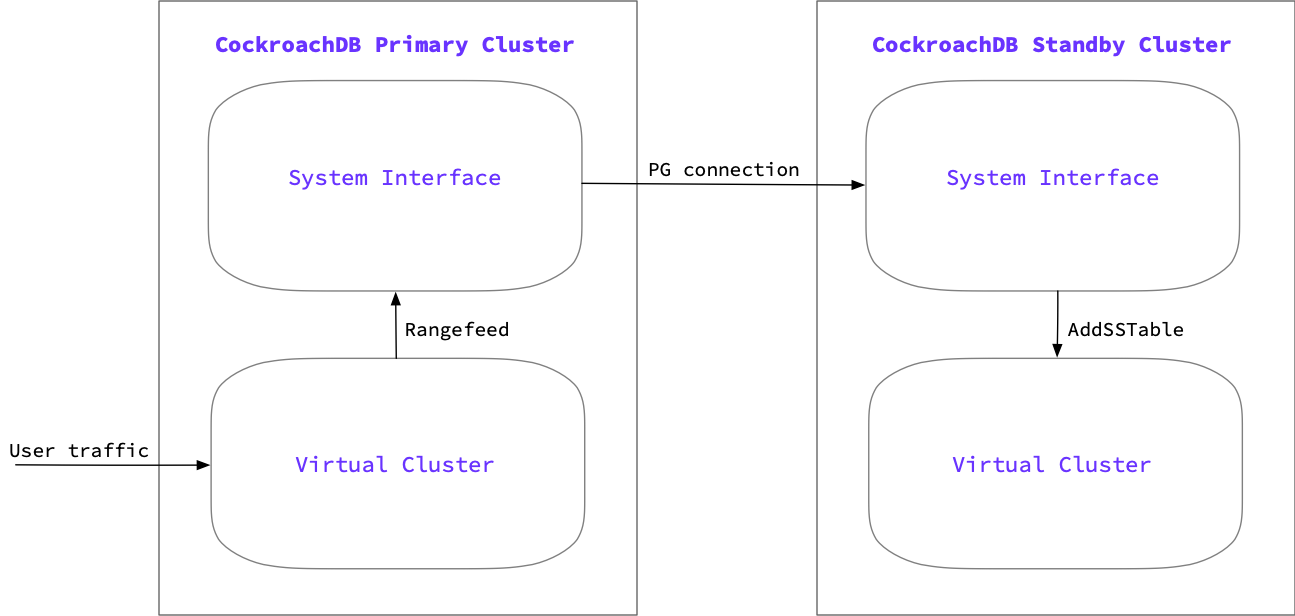 CockroachDB Primary Cluster
System Interface
Rangefeed
Virtual Cluster
User traffic
PG connection
CockroachDB Standby Cluster
System Interface
AddSSTable
Virtual Cluster